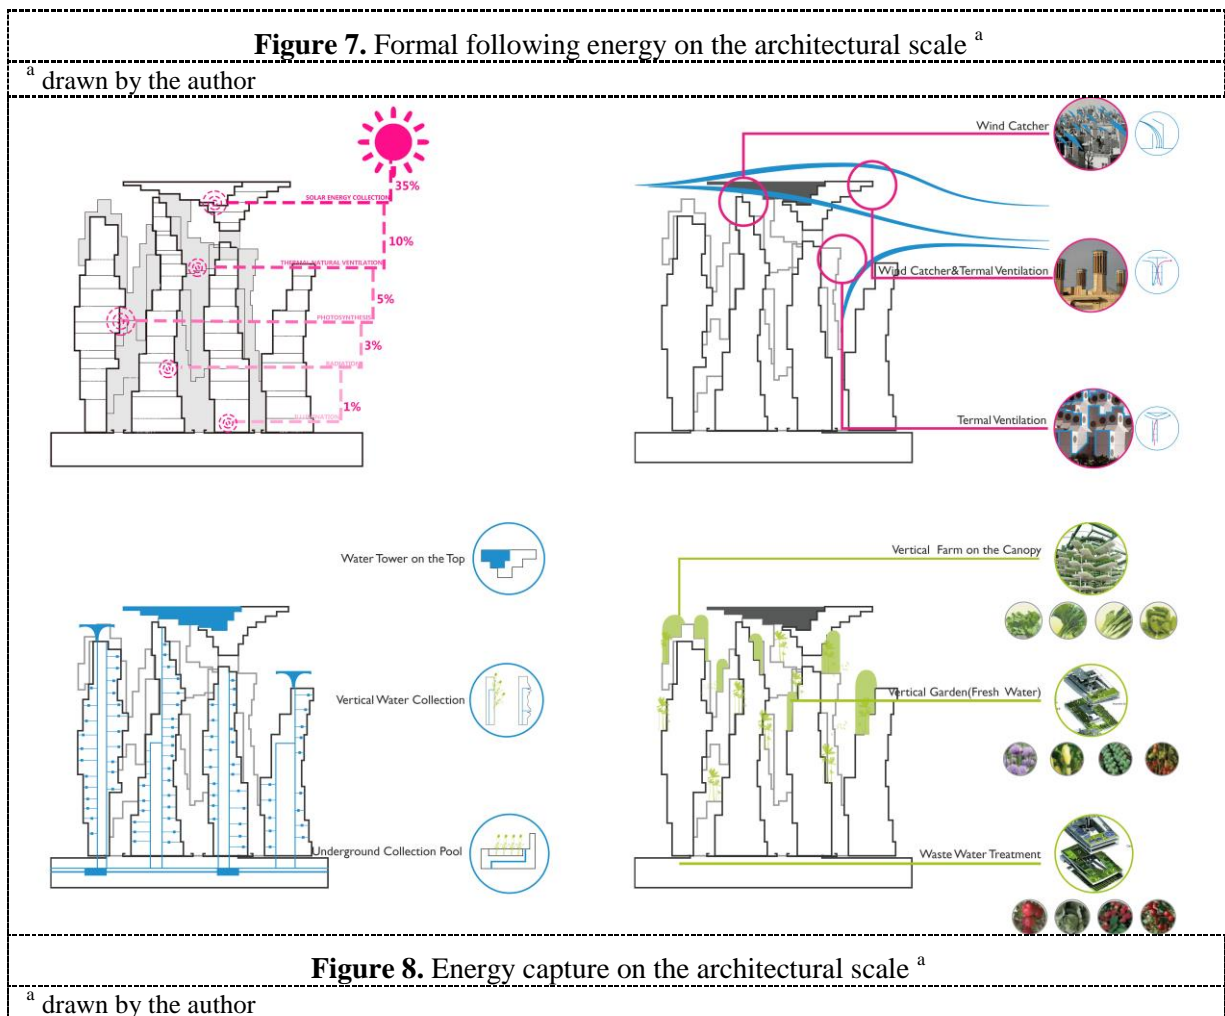 Figure 7. Formal following energy on the architectural scale a
a drawn by the author
35%
SOLAR ENERGY COLLECTION
10%
THERMAL NATURAL VENTILATION
5%
PHOTOSYNTHESIS
3%
RADIATION
1%
ILLUMINATION
Wind Catcher
Wind Catcher&Termal Ventilation
Termal Ventilation
Water Tower on the Top
Vertical Water Collection
Underground Collection Pool
Vertical Farm on the Canopy
Vertical Garden(Fresh Water)
Waste Water Treatment
Figure 8. Energy capture on the architectural scale a
a drawn by the author